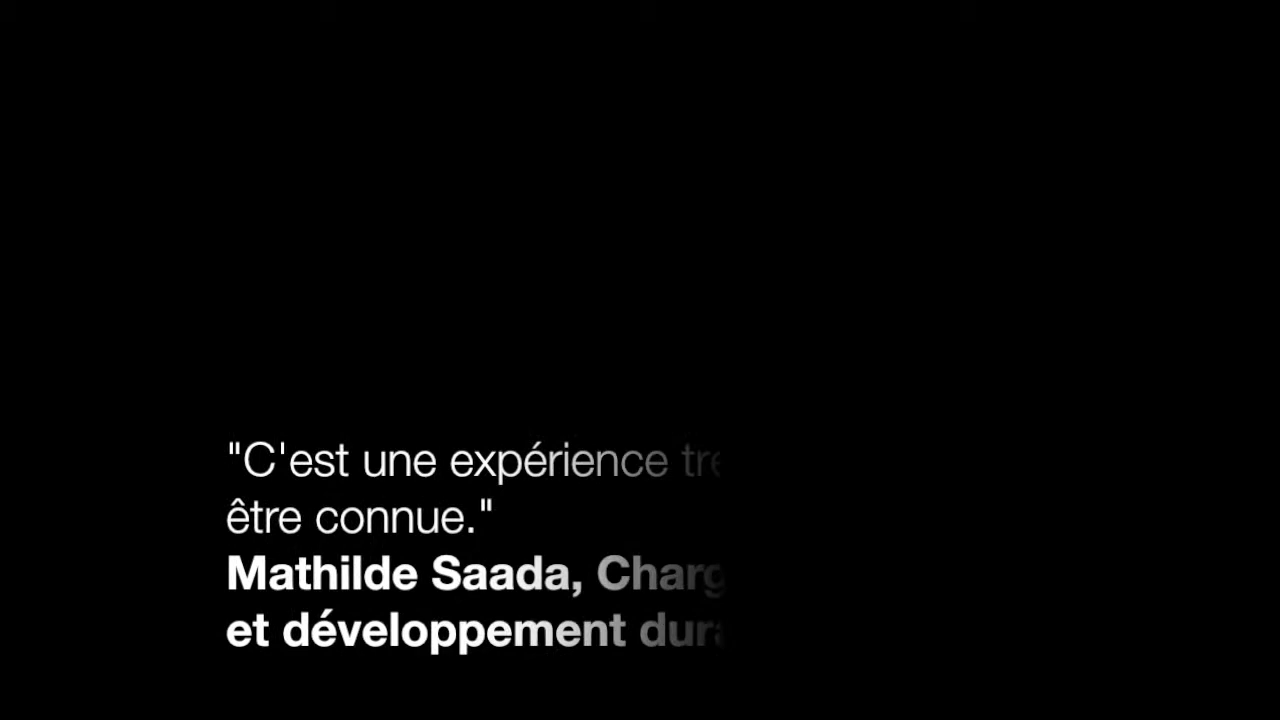 "C'est une expérience
être connue."
Mathilde Saada,
et développement